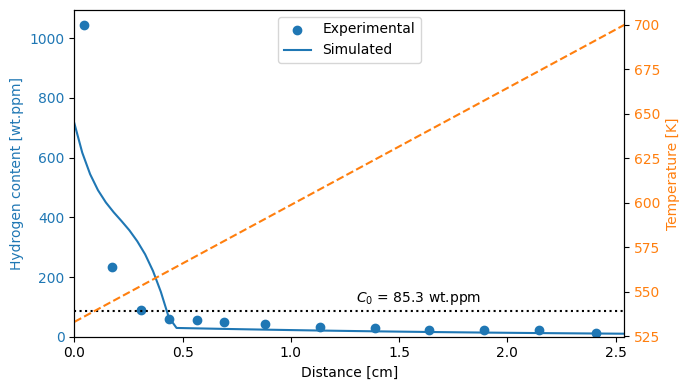 Experimental
Simulated
Hydrogen content [wt.ppm]
1000
800
600
400
200
0
C0 = 85.3 wt.ppm
700
675
650
625
600
575
550
525
Temperature [K]
0.0 0.5 1.0 1.5 2.0 2.5
Distance [cm]